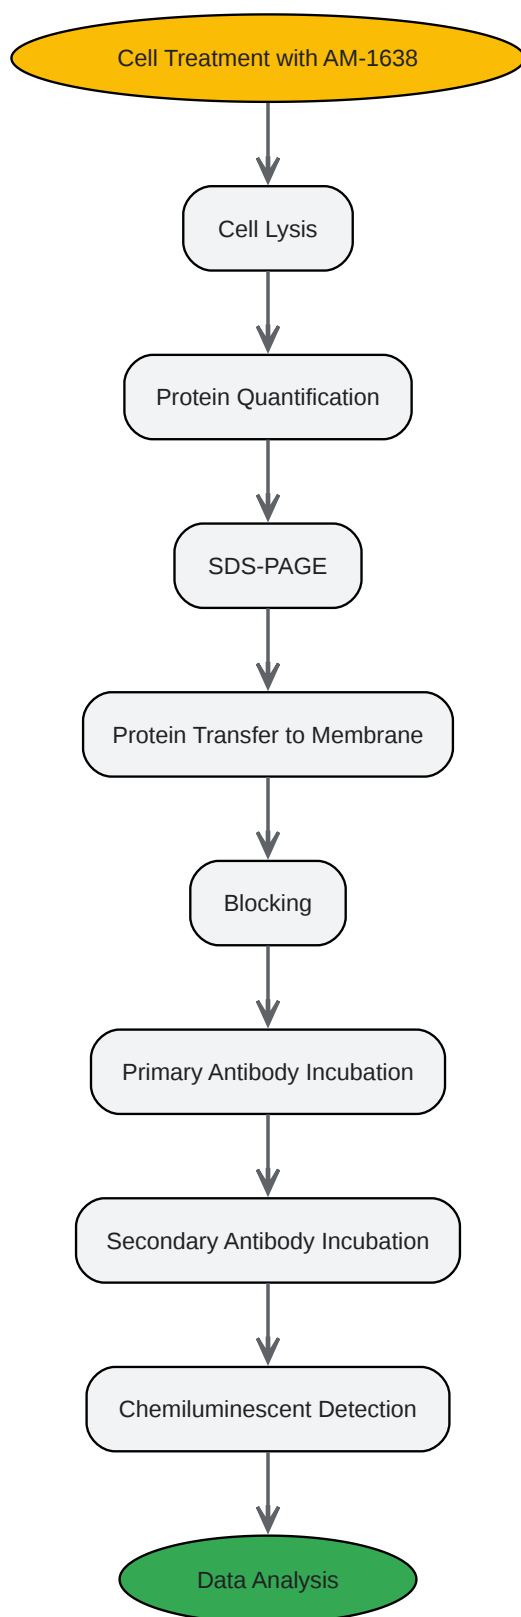 Cell Treatment with AM-1638
Cell Lysis
Protein Quantification
SDS-PAGE
Protein Transfer to Membrane
Blocking
Primary Antibody Incubation
Secondary Antibody Incubation
Chemiluminescent Detection
Data Analysis